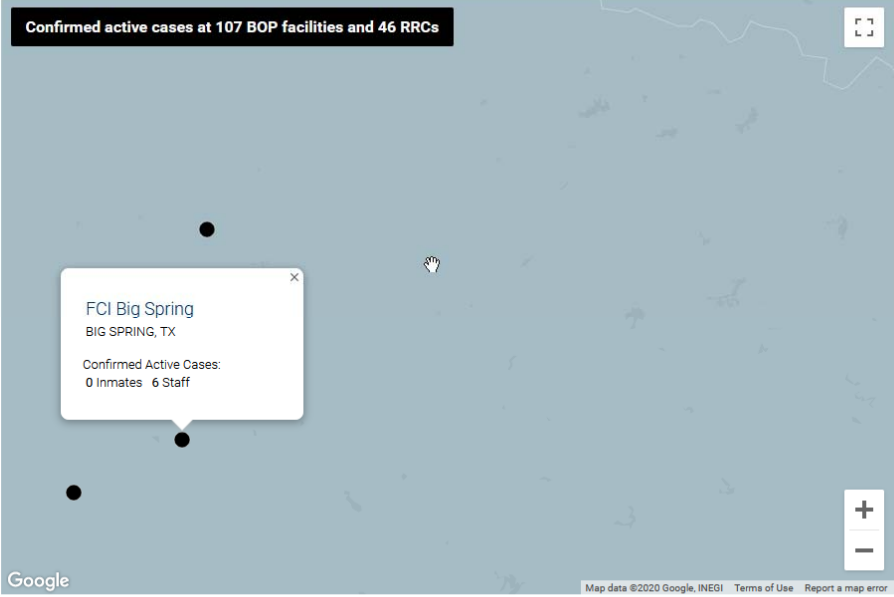 Confirmed active cases at 107 BOP facilities and 46 RRCs
×
FCI Big Spring
BIG SPRING, TX
Confirmed Active Cases:
0 Inmates 6 Staff
+
−
Google
Map data ©2020 Google, INEGI Terms of Use Report a map error